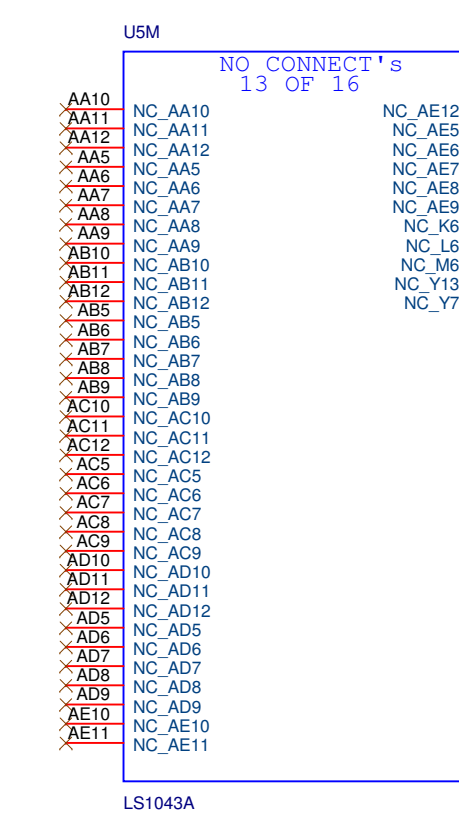 U5M
NO CONNECT's
13 OF 16
AA10 NC_AA10 NC_AE12
AA11 NC_AA11 NC_AE5
AA12 NC_AA12 NC_AE6
AA5 NC_AA5 NC_AE7
AA6 NC_AA6 NC_AE8
AA7 NC_AA7 NC_AE9
AA8 NC_AA8 NC_K6
AA9 NC_AA9 NC_L6
AB10 NC_AB10 NC_M6
AB11 NC_AB11 NC_Y13
AB12 NC_AB12 NC_Y7
AB5 NC_AB5
AB6 NC_AB6
AB7 NC_AB7
AB8 NC_AB8
AB9 NC_AB9
AC10 NC_AC10
AC11 NC_AC11
AC12 NC_AC12
AC5 NC_AC5
AC6 NC_AC6
AC7 NC_AC7
AC8 NC_AC8
AC9 NC_AC9
AD10 NC_AD10
AD11 NC_AD11
AD12 NC_AD12
AD5 NC_AD5
AD6 NC_AD6
AD7 NC_AD7
AD8 NC_AD8
AD9 NC_AD9
AE10 NC_AE10
AE11 NC_AE11
LS1043A